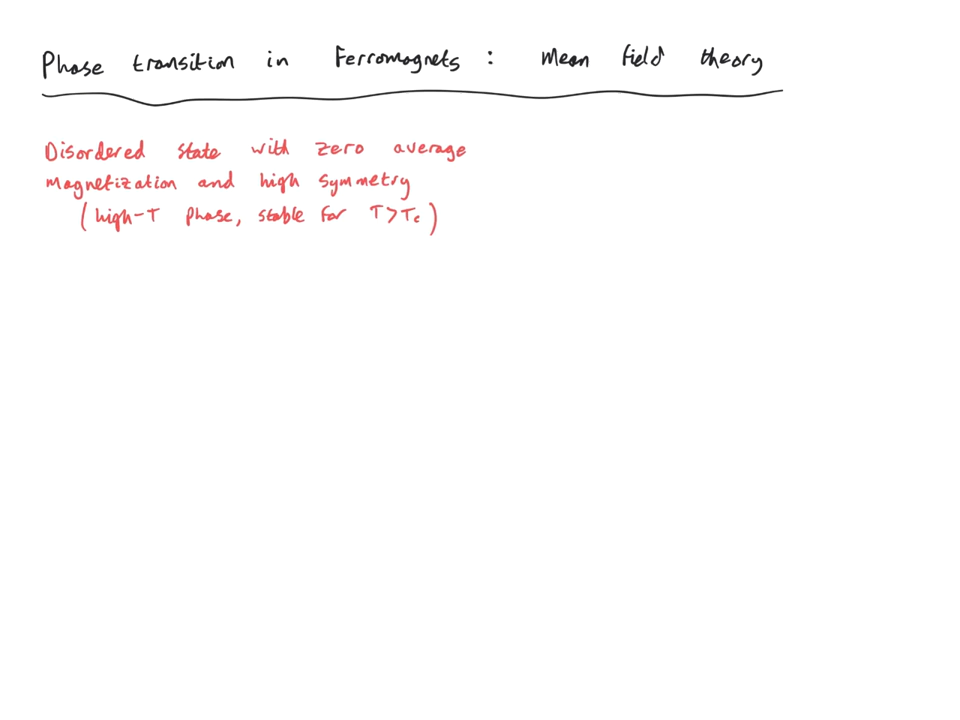 Phase transition in Ferromagnets : Mean field theory
Disordered state with zero average
magnetization and high symmetry
(high-T phase, stable for T>Tc)